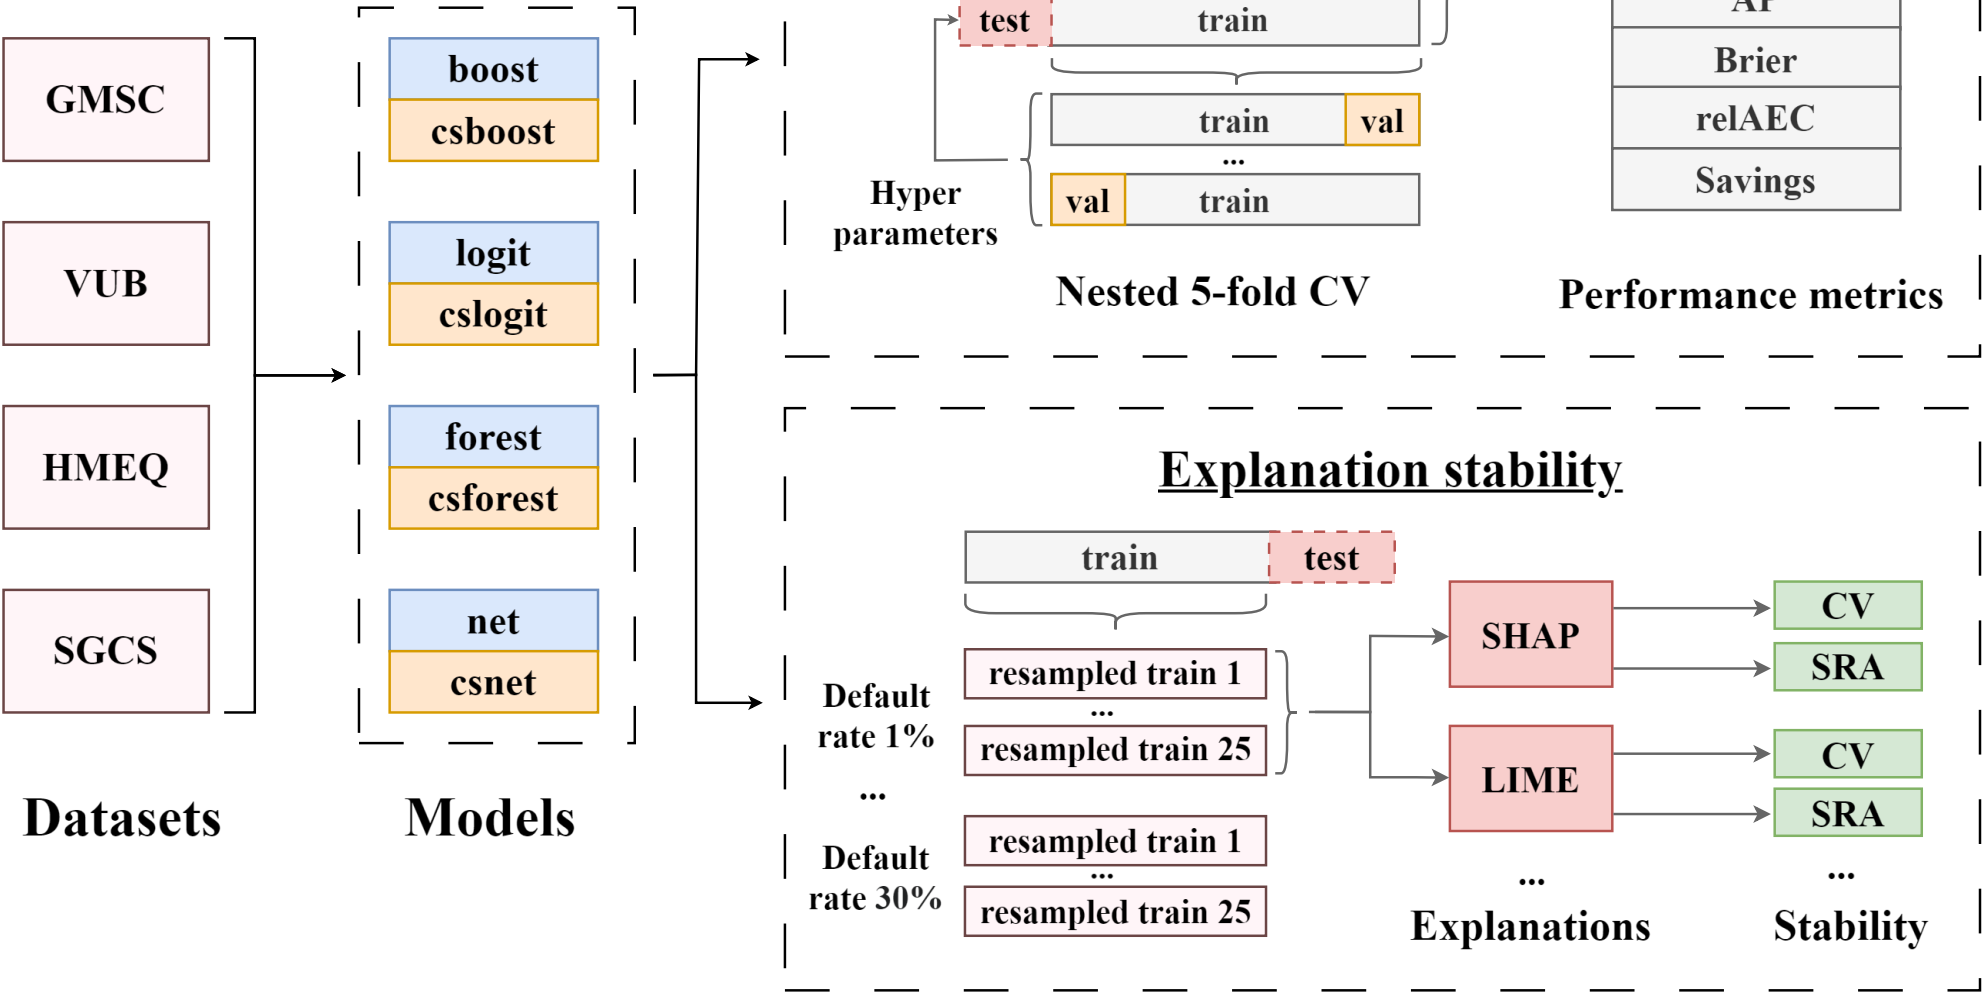 GMSC
VUB
HMEQ
SGCS
Datasets
boost
csboost
logit
cslogit
forest
csforest
net
csnet
Models
test
train
train
val
...
val
train
Hyper
parameters
Nested 5-fold CV
AP
Brier
relAEC
Savings
Performance metrics
Explanation stability
train
test
Default
rate 1%
resampled train 1
...
resampled train 25
...
Default
rate 30%
resampled train 1
...
resampled train 25
SHAP
LIME
...
Explanations
CV
SRA
CV
SRA
...
Stability